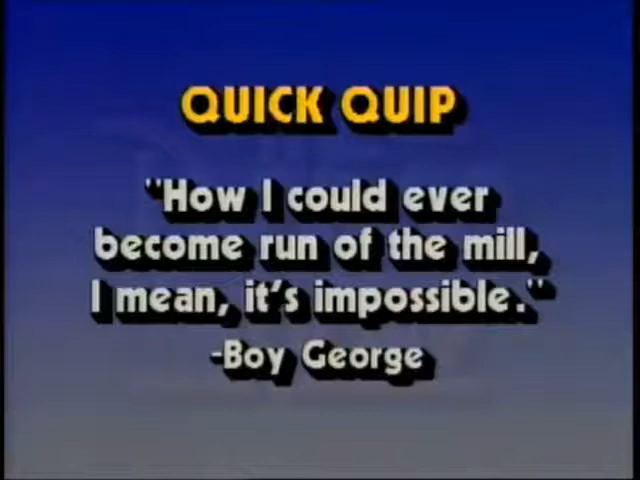 QUICK QUIP
"How I could ever
become run of the mill,
I mean, it's impossible."
-Boy George